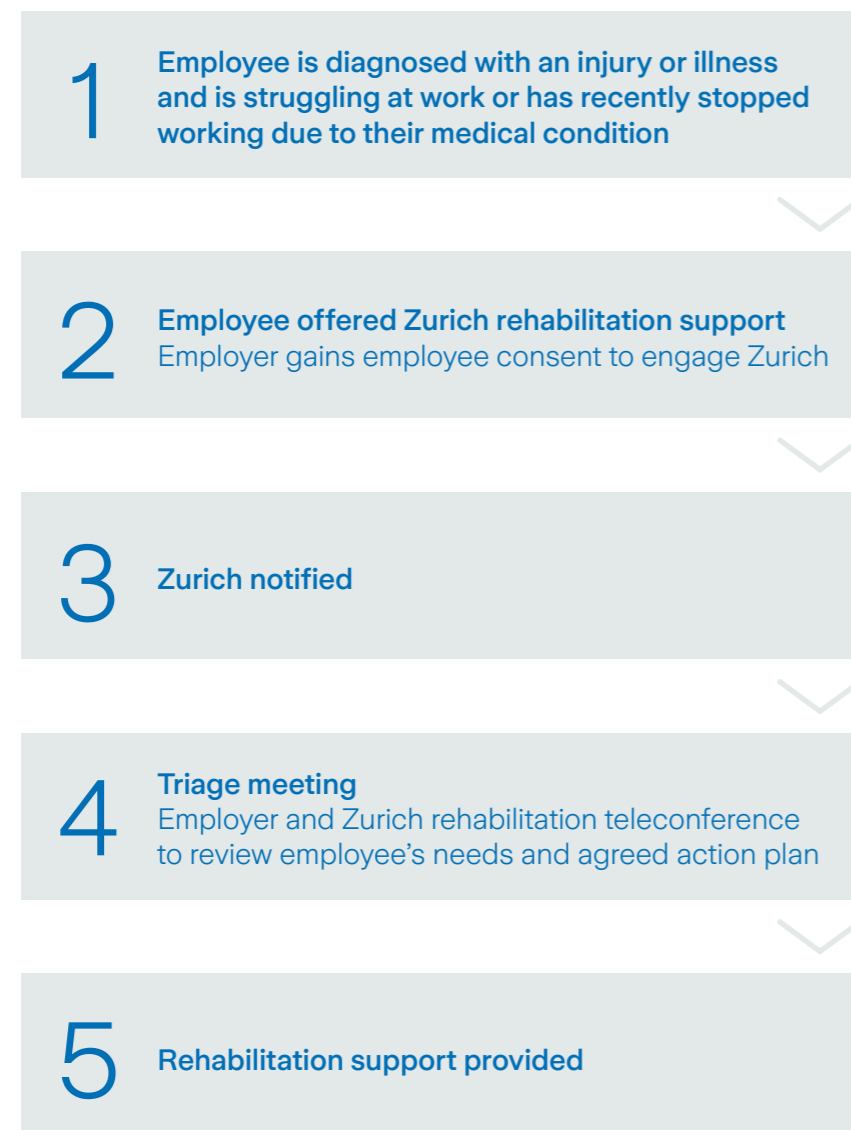 1
Employee is diagnosed with an injury or illness
and is struggling at work or has recently stopped
working due to their medical condition
2
Employee offered Zurich rehabilitation support
Employer gains employee consent to engage Zurich
3
Zurich notified
4
Triage meeting
Employer and Zurich rehabilitation teleconference
to review employee’s needs and agreed action plan
5
Rehabilitation support provided